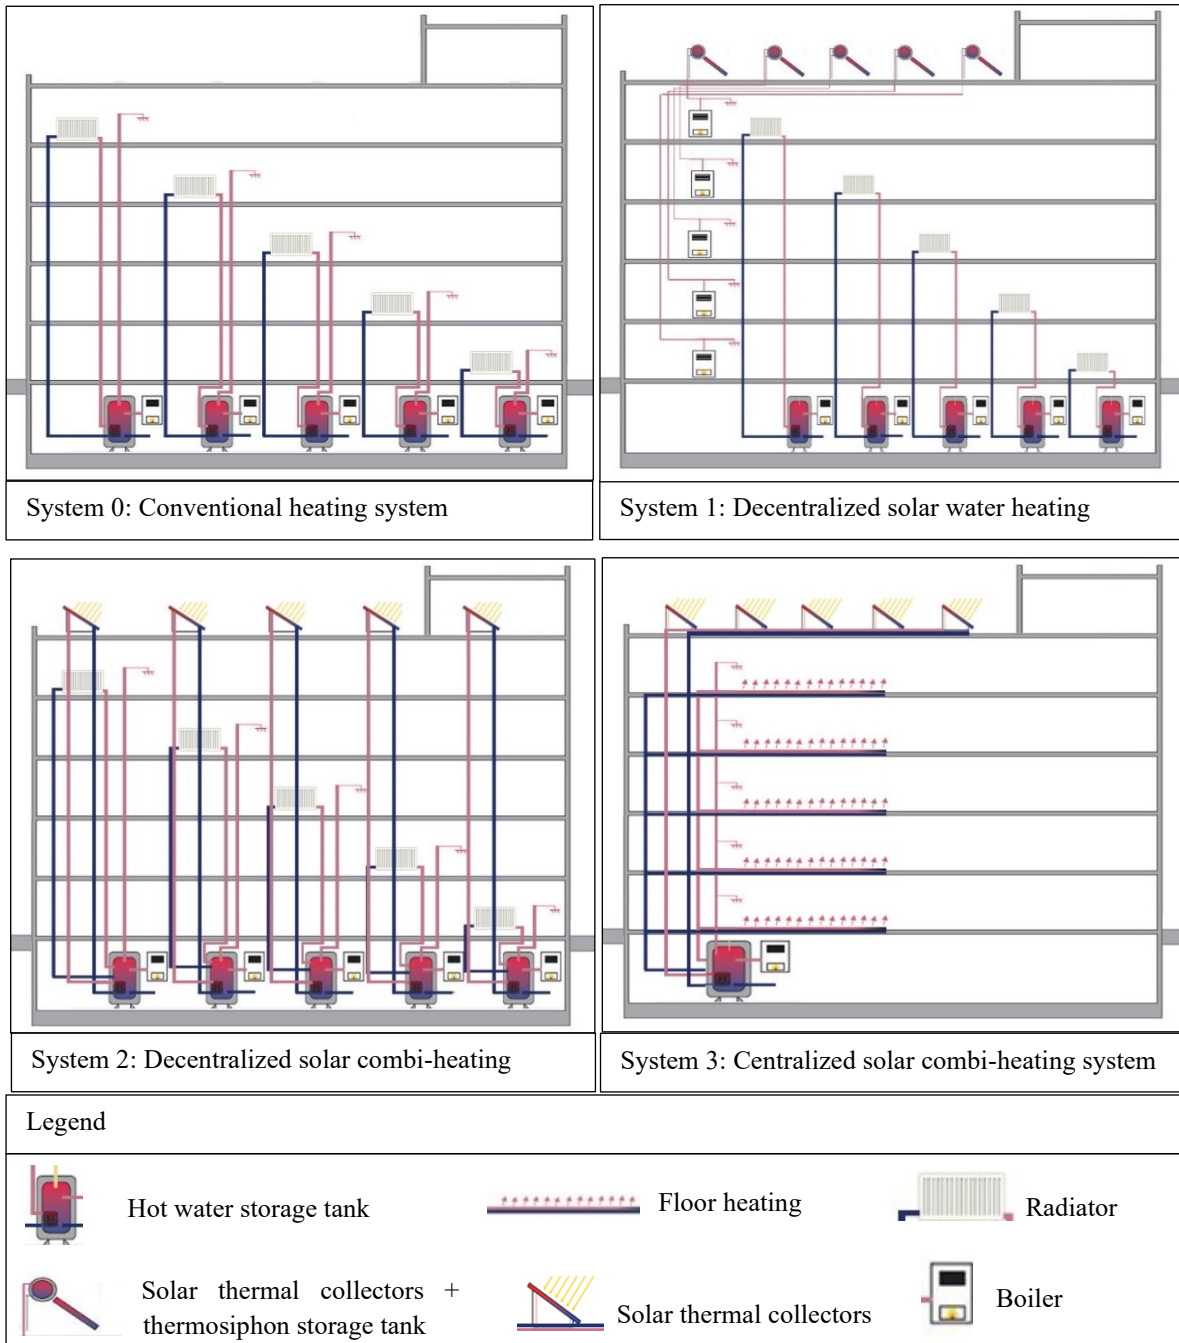 System 0: Conventional heating system
System 1: Decentralized solar water heating
System 2: Decentralized solar combi-heating
System 3: Centralized solar combi-heating system
Legend
Hot water storage tank
Floor heating
Radiator
Solar thermal collectors +
thermosiphon storage tank
Solar thermal collectors
Boiler